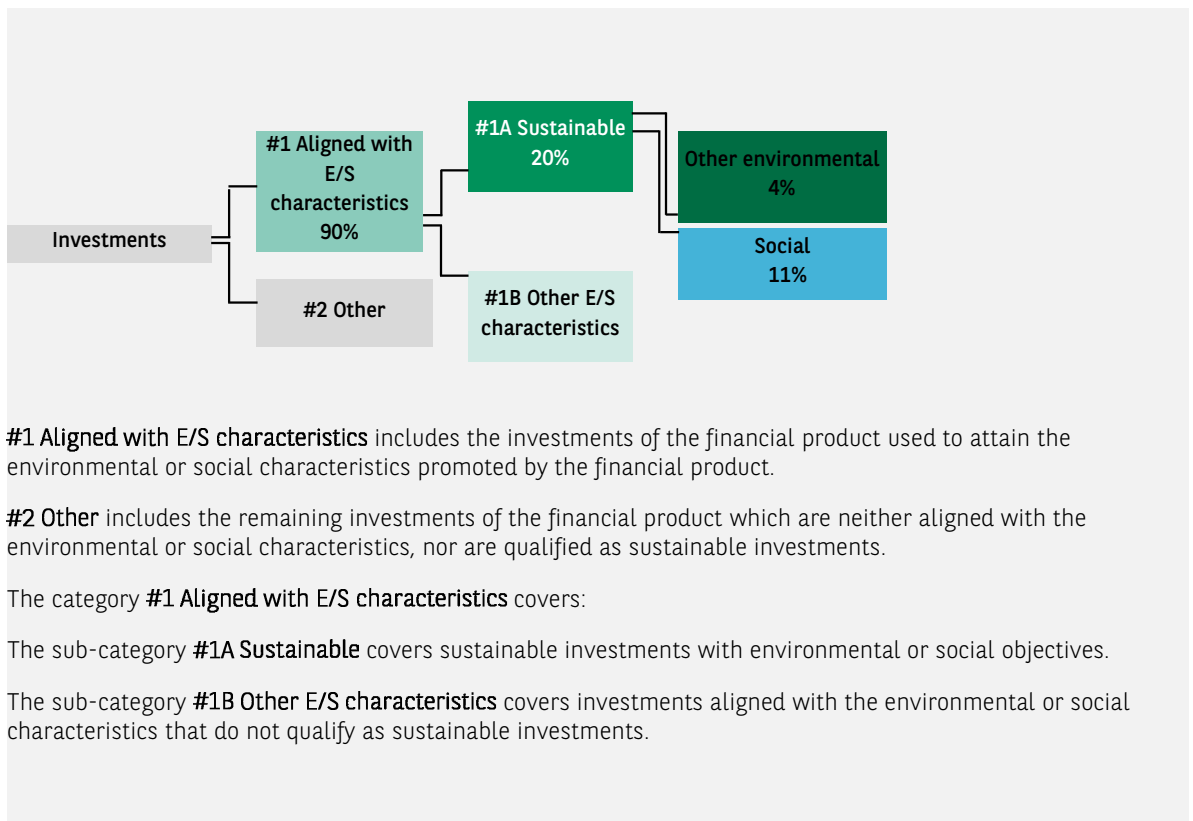 Investments
#1 Aligned with
E/S
characteristics
90%
#2 Other
#1A Sustainable
20%
#1B Other E/S
characteristics
Other environmental
4%
Social
11%
#1 Aligned with E/S characteristics includes the investments of the financial product used to attain the
environmental or social characteristics promoted by the financial product.
#2 Other includes the remaining investments of the financial product which are neither aligned with the
environmental or social characteristics, nor are qualified as sustainable investments.
The category #1 Aligned with E/S characteristics covers:
The sub-category #1A Sustainable covers sustainable investments with environmental or social objectives.
The sub-category #1B Other E/S characteristics covers investments aligned with the environmental or social
characteristics that do not qualify as sustainable investments.